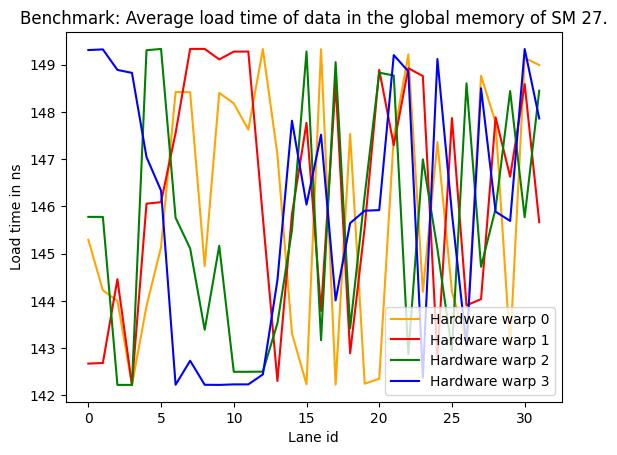 Benchmark: Average load time of data in the global memory of SM 27.
Load time in ns
149
148
147
146
145
144
143
142
0 5 10 15 20 25 30
Lane id
Hardware warp 0
Hardware warp 1
Hardware warp 2
Hardware warp 3